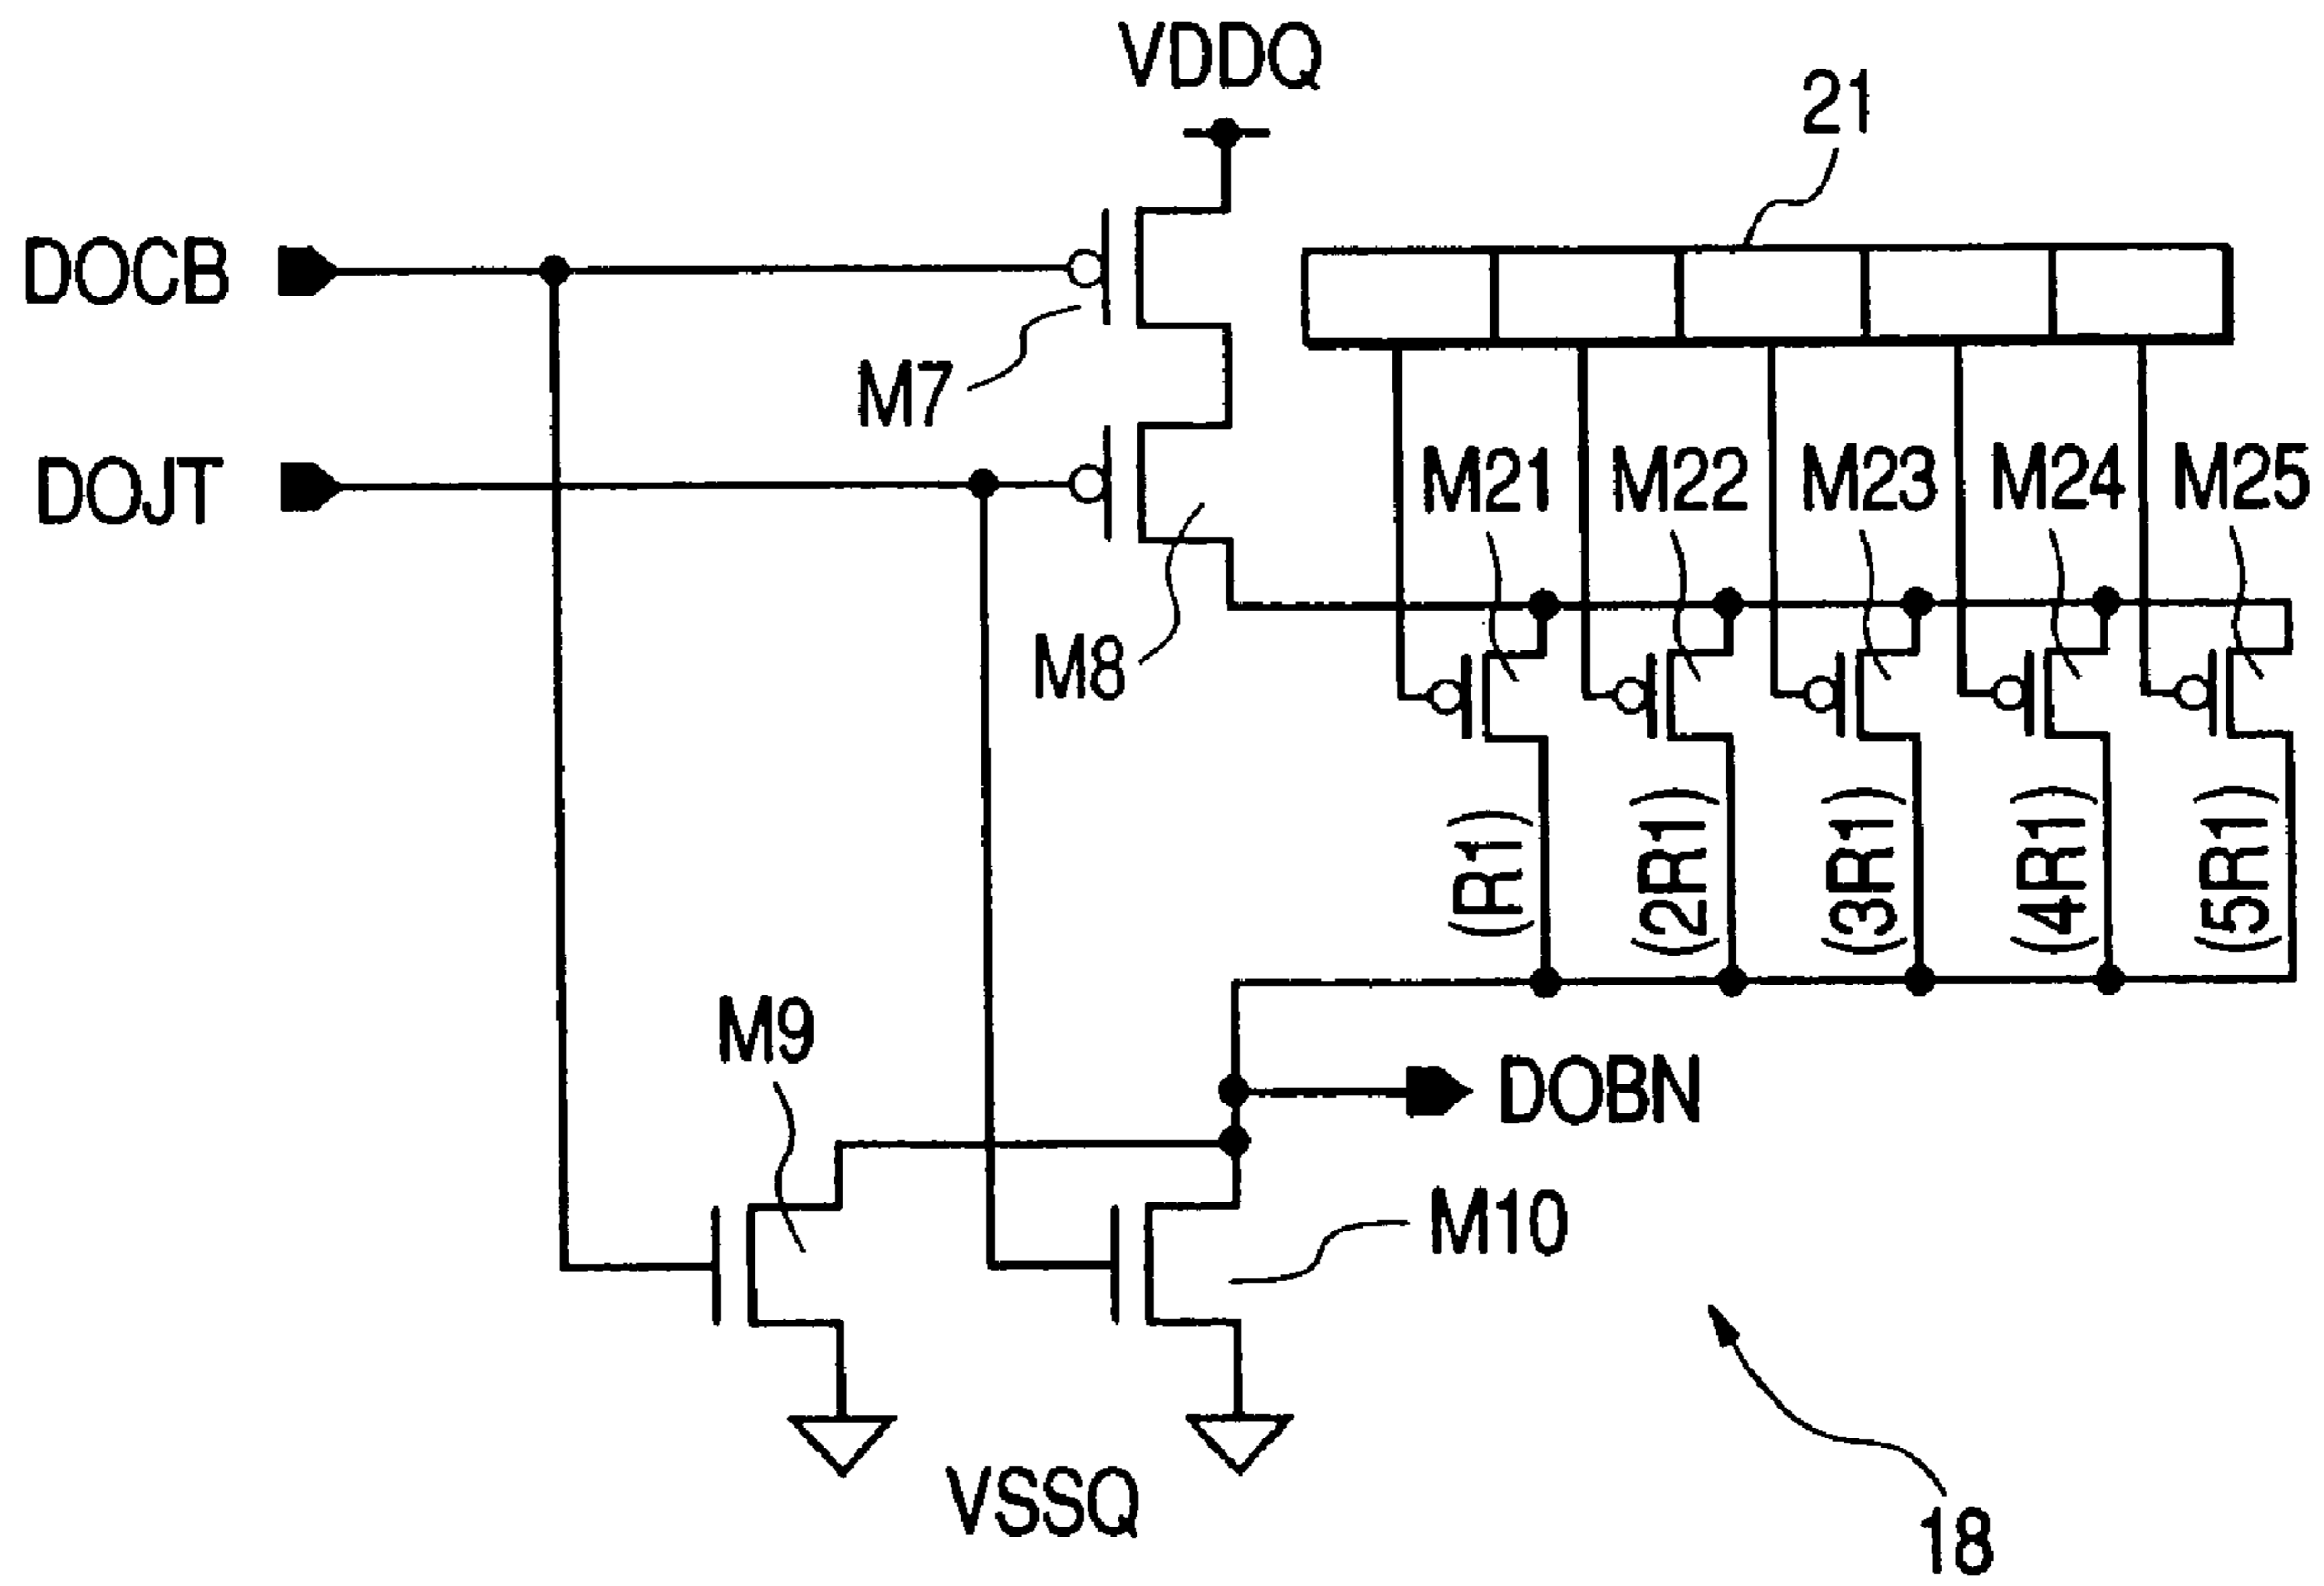 VDDQ
21
DOCB
M7
DOJT
M21 M22 M23 M24 M25
M8
(R1) (2R1) (3R1) (4R1) (5R1)
M9
DOBN
M10
VSSQ
18